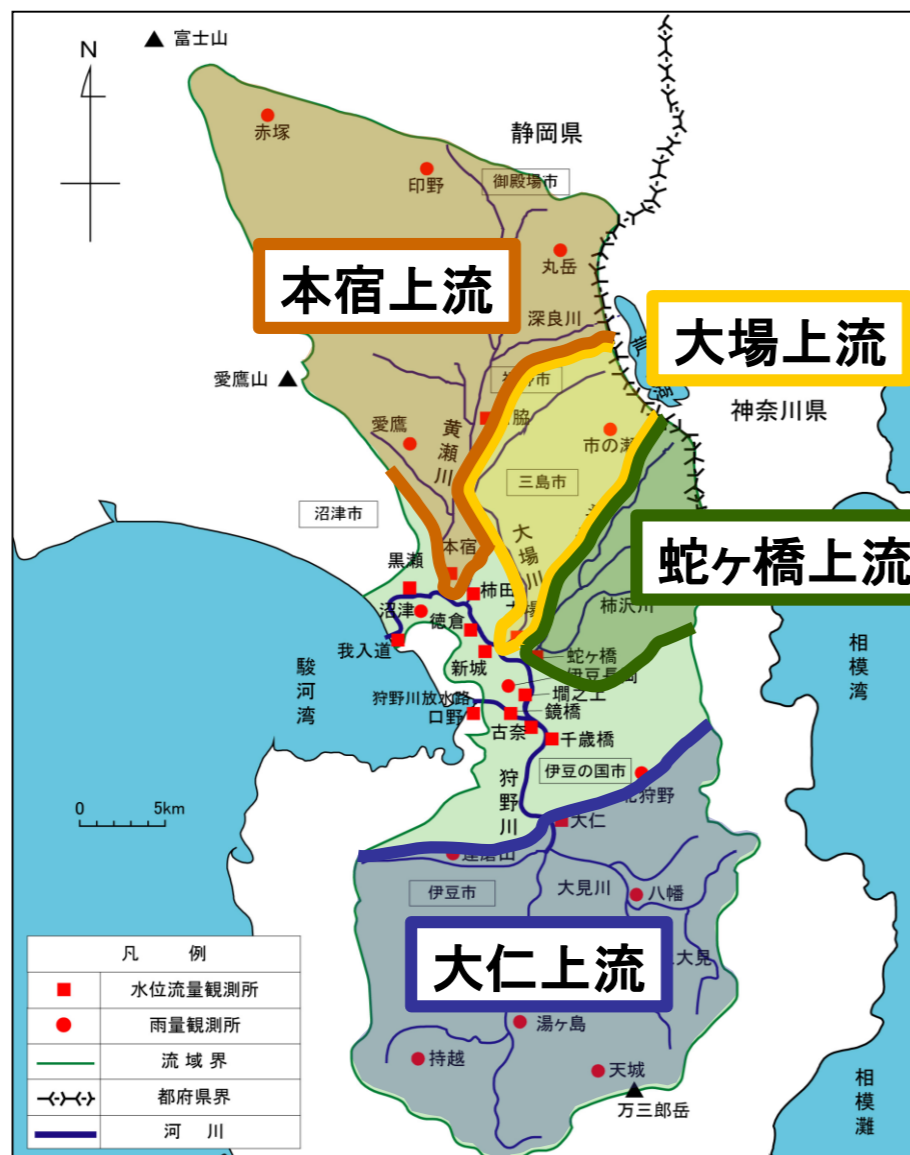 富士山
N
赤塚
静岡県
印野
御殿場市
丸岳
本宿上流
深良川
大場上流
愛鷹山
神奈川県
黄瀬川
愛鷹
市の瀬
三島市
沼津市
大場川
本宿
蛇ヶ橋上流
黒瀬
柿田
柿沢川
沼津
徳倉
我入道
新城
蛇ヶ橋
伊豆長岡
相模湾
駿河湾
狩野川放水路
墹之上
口野
鏡橋
古奈
千歳橋
伊豆の国市
狩野川
0 5km
大仁
達磨山
伊豆市
大見川
八幡
大仁上流
大見
湯ヶ島
持越
天城
万三郎岳
相模灘
凡 例
水位流量観測所
雨量観測所
流域界
都府県界
河川